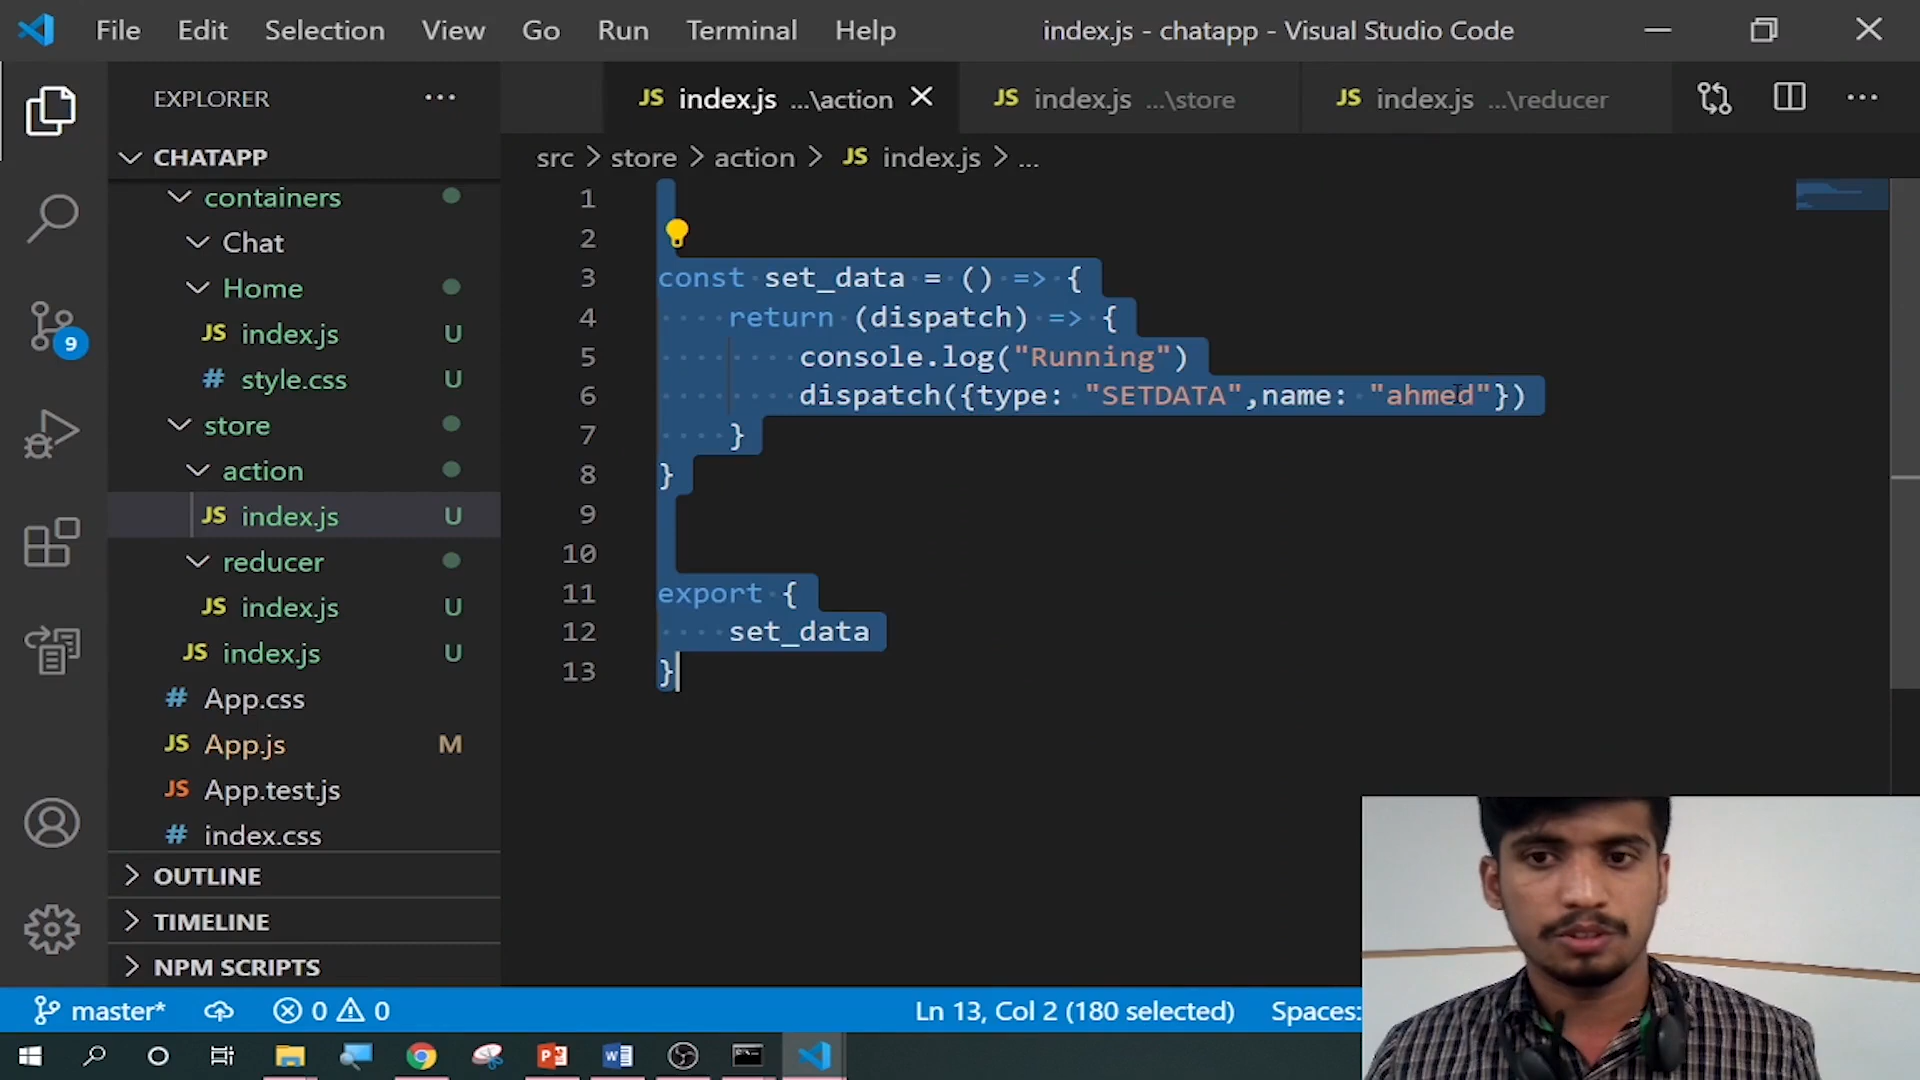 File Edit Selection View Go Run Terminal Help index.js - chatapp - Visual Studio Code
EXPLORER ...
JS index.js ...\action
JS index.js ...\store
JS index.js ...\reducer
...
CHATAPP
src > store > action > JS index.js > ...
containers
Chat
Home
JS index.js U
# style.css U
store
action
JS index.js U
reducer
JS index.js U
JS index.js U
# App.css
JS App.js M
JS App.test.js
# index.css
OUTLINE
TIMELINE
NPM SCRIPTS
9
1
2
3 const set_data = () => {
4 return (dispatch) => {
5 console.log("Running")
6 dispatch({type: "SETDATA",name: "ahmed"})
7 }
8 }
9
10
11 export {
12 set_data
13 }
master* 0 0 Ln 13, Col 2 (180 selected) Spaces: